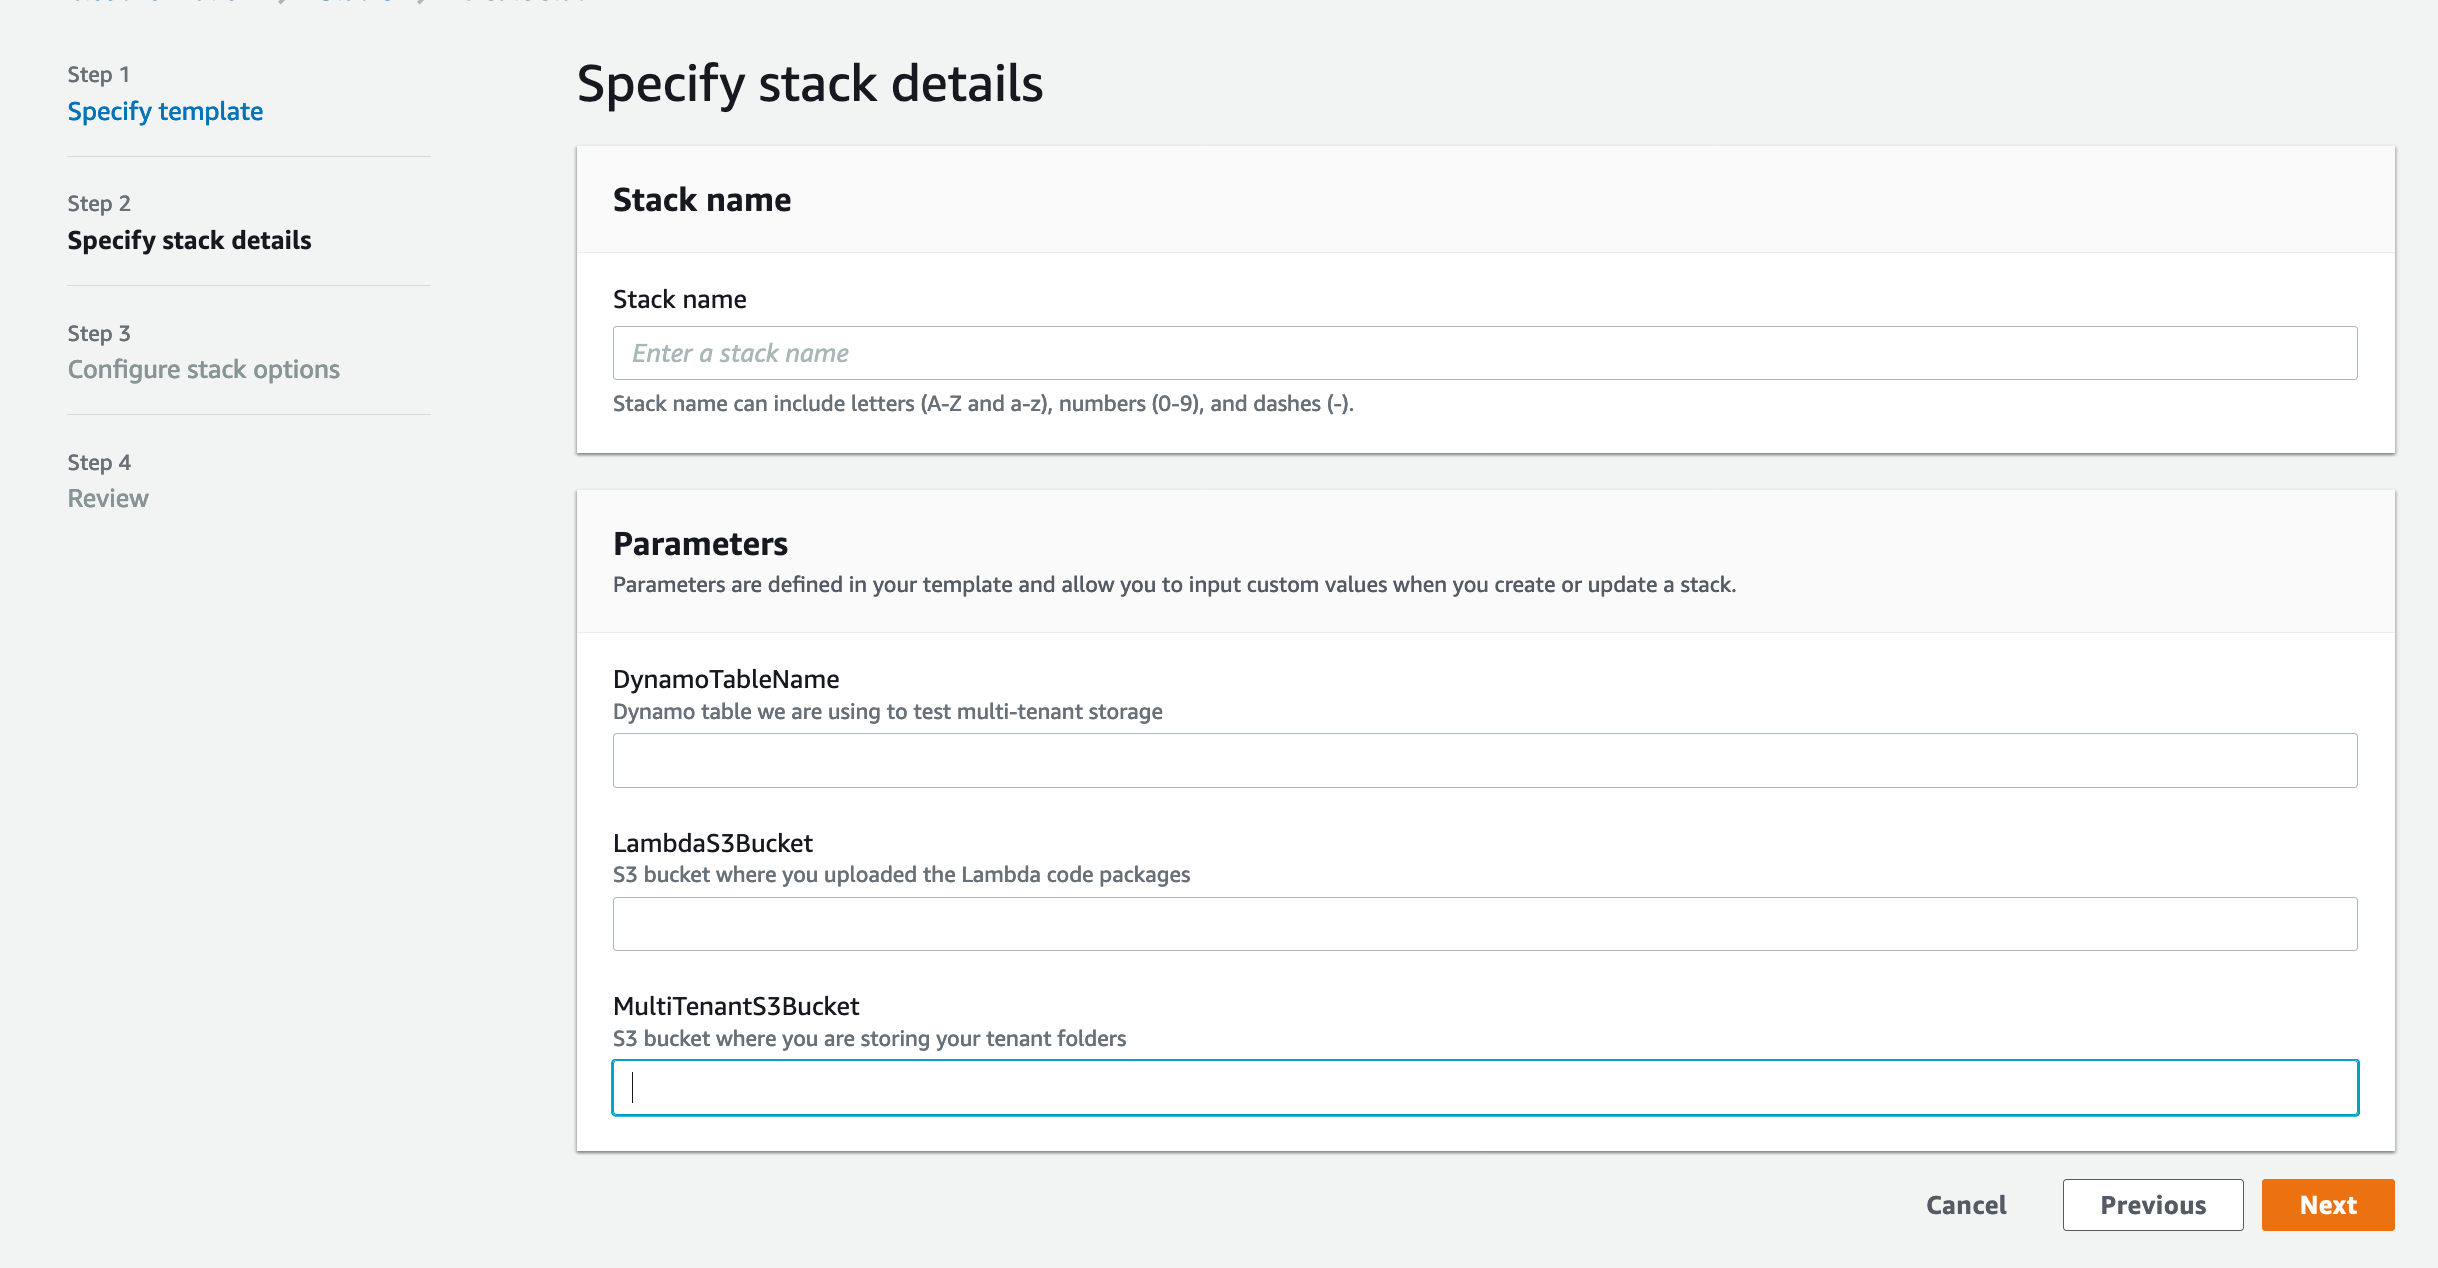 Step 1
Specify template
Step 2
Specify stack details
Step 3
Configure stack options
Step 4
Review
Specify stack details
Stack name
Stack name
Enter a stack name
Stack name can include letters (A-Z and a-z), numbers (0-9), and dashes (-).
Parameters
Parameters are defined in your template and allow you to input custom values when you create or update a stack.
DynamoTableName
Dynamo table we are using to test multi-tenant storage
LambdaS3Bucket
S3 bucket where you uploaded the Lambda code packages
MultiTenantS3Bucket
S3 bucket where you are storing your tenant folders
Cancel
Previous
Next